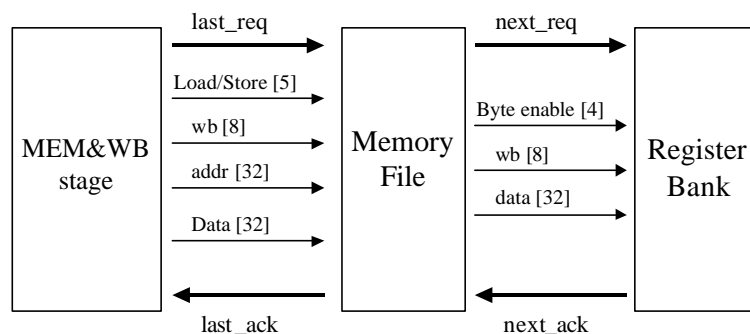 last_req
next_req
Load/Store [5]
Byte enable [4]
wb [8]
MEM&WB
stage
Memory
File
Register
Bank
wb [8]
addr [32]
data [32]
Data [32]
last_ack
next_ack